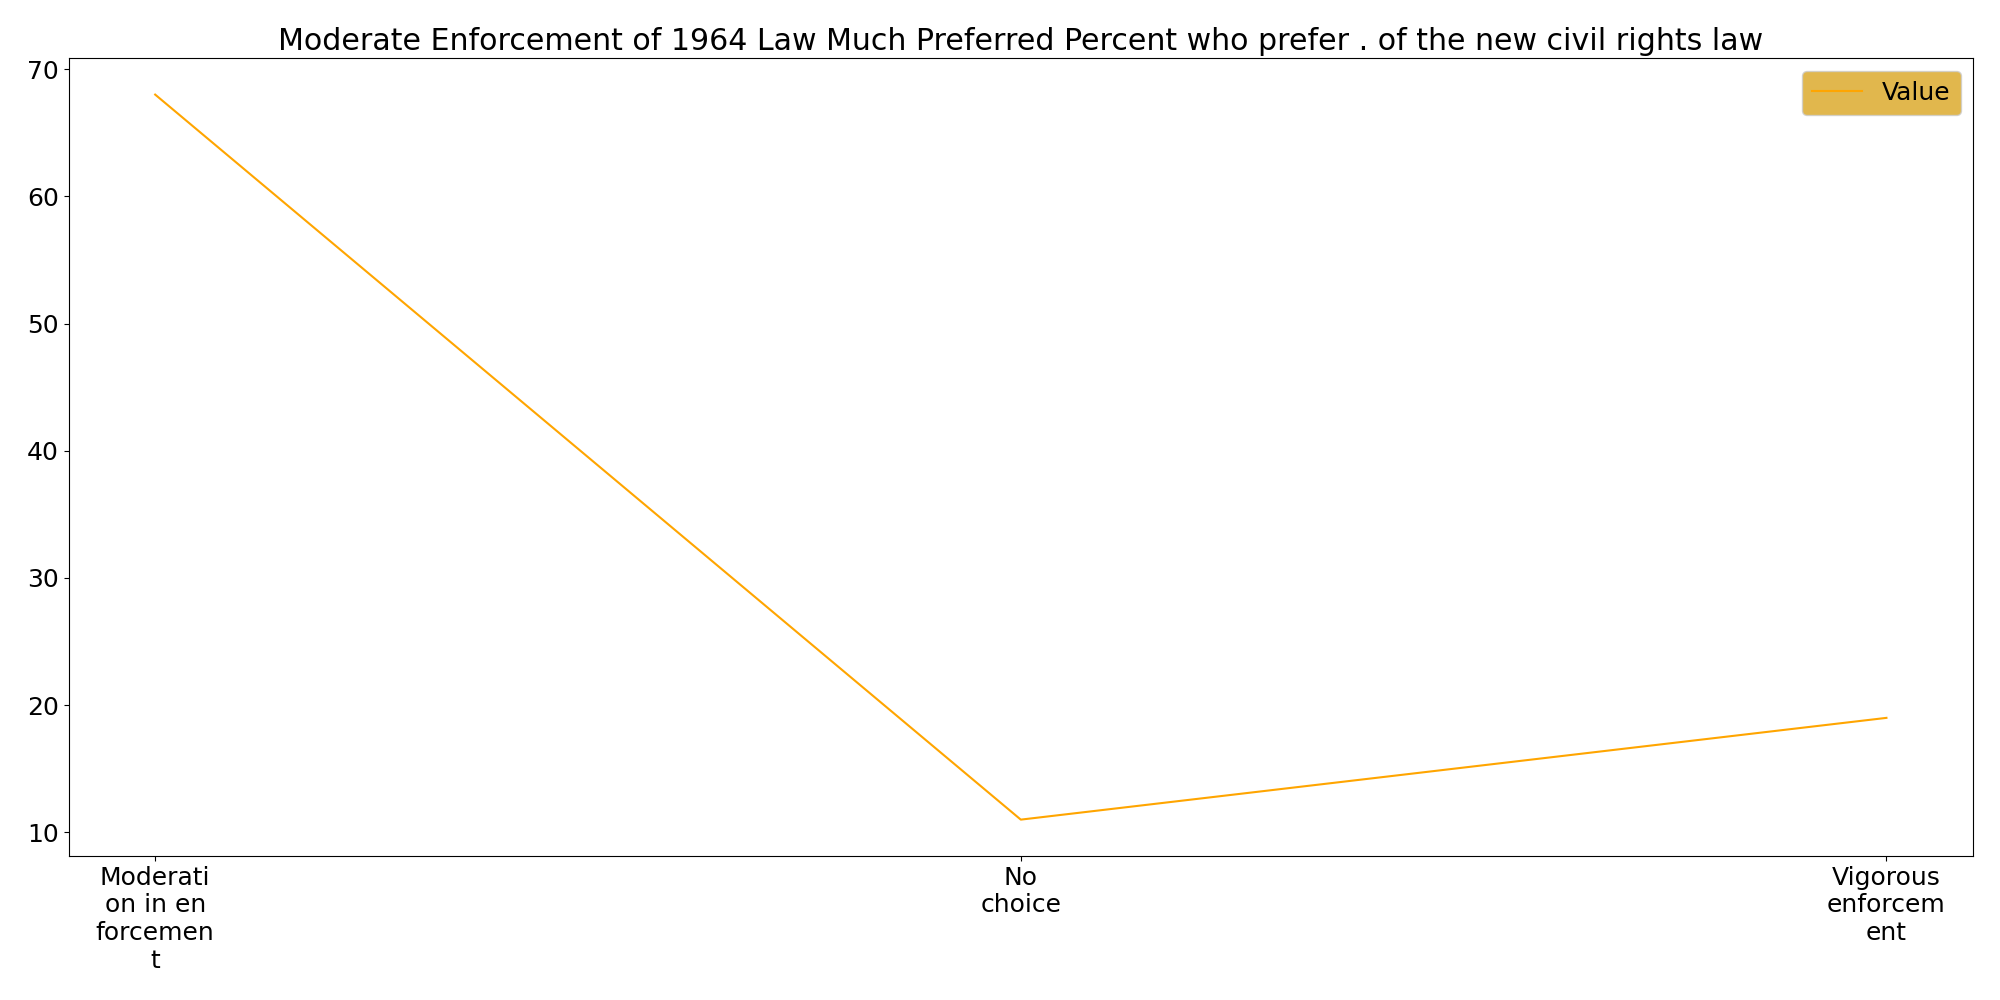 Moderate Enforcement of 1964 Law Much Preferred Percent who prefer . of the new civil rights law
Value
70
60
50
40
30
20
10
Moderati
on in en
forcemen
t
No
choice
Vigorous
enforcem
ent